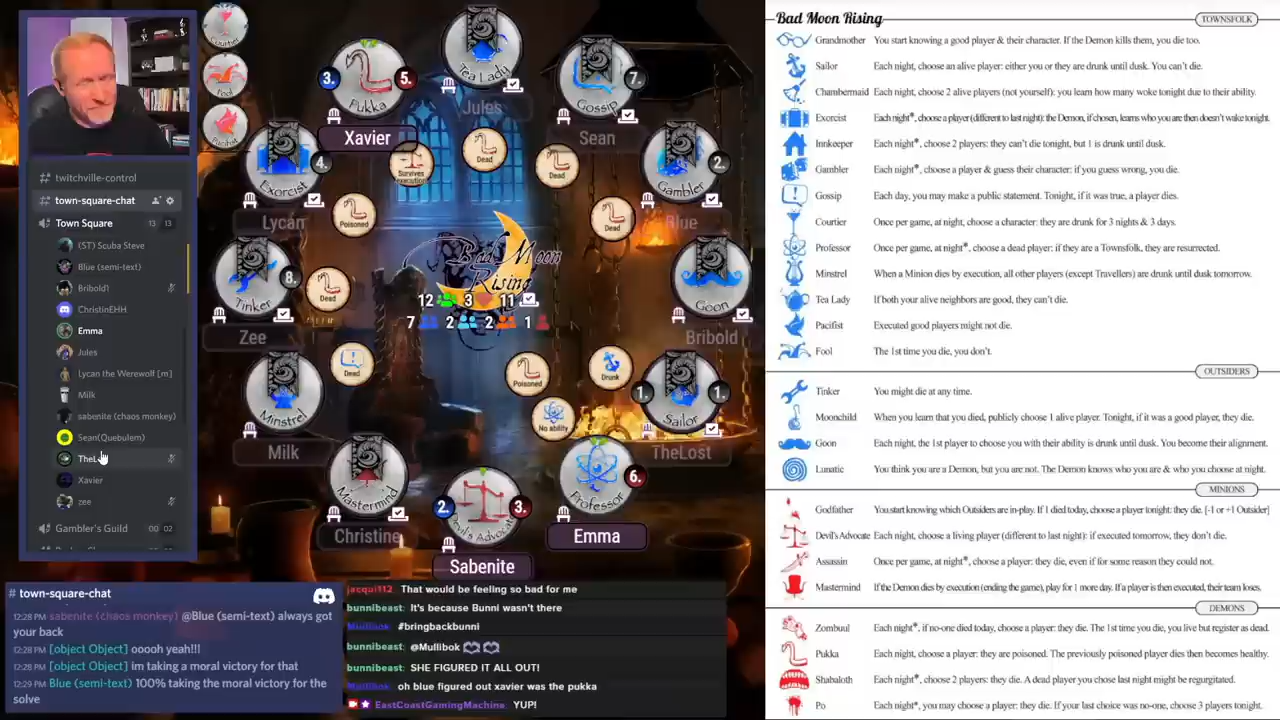 # twitchville-control
# town-square-chat
Town Square 13 13
(ST) Scuba Steve
Blue (semi-text)
Bribold1
ChristinEHH
Emma
Jules
Lycan the Werewolf [m]
Milk
sabenite (chaos monkey)
Sean(Quebulem)
Xavier
zee
Gambler's Guild 00 02
# town-square-chat
12:28 PM sabenite (chaos monkey) @Blue (semi-text) always got
your back
12:28 PM [object Object] ooooh yeah!!!
12:28 PM [object Object] im taking a moral victory for that
12:29 PM Blue (semi-text) 100% taking the moral victory for the
solve
jacqui112 That would be feeling so bad for me
bunnibeast: It's because Bunni wasn't there
Mullibok #bringbackbunni
bunnibeast: @Mullibok
bunnibeast: SHE FIGURED IT ALL OUT!
Mullibok oh blue figured out xavier was the pukka
EastCoastGamingMachine YUP!
Courtier
Fool
Pacifist
3. Pukka 5.
Xavier
Tea Lady
Jules
Gossip 7.
Sean
Exorcist 4.
Lycan
Survives execution
Dead
Dead
Gambler 2.
Blue
Poisoned
Dead
Tinker 8.
Zee
Dead
Bad Moon
Rising
12 3 11
7 2 2 1
Goon
Bribold
Minstrel
Milk
Dead
Poisoned
Drunk
No ability
1. Sailor 1.
TheLost
Mastermind
Christine
2. Devil's Advocate 3.
Sabenite
Professor 6.
Emma
Bad Moon Rising
TOWNSFOLK
Grandmother You start knowing a good player & their character. If the Demon kills them, you die too.
Sailor Each night, choose an alive player: either you or they are drunk until dusk. You can't die.
Chambermaid Each night, choose 2 alive players (not yourself): you learn how many woke tonight due to their ability.
Exorcist Each night*, choose a player (different to last night): the Demon, if chosen, learns who you are then doesn't wake tonight.
Innkeeper Each night*, choose 2 players: they can't die tonight, but 1 is drunk until dusk.
Gambler Each night*, choose a player & guess their character: if you guess wrong, you die.
Gossip Each day, you may make a public statement. Tonight, if it was true, a player dies.
Courtier Once per game, at night, choose a character: they are drunk for 3 nights & 3 days.
Professor Once per game, at night*, choose a dead player: if they are a Townsfolk, they are resurrected.
Minstrel When a Minion dies by execution, all other players (except Travellers) are drunk until dusk tomorrow.
Tea Lady If both your alive neighbors are good, they can't die.
Pacifist Executed good players might not die.
Fool The 1st time you die, you don't.
OUTSIDERS
Tinker You might die at any time.
Moonchild When you learn that you died, publicly choose 1 alive player. Tonight, if it was a good player, they die.
Goon Each night, the 1st player to choose you with their ability is drunk until dusk. You become their alignment.
Lunatic You think you are a Demon, but you are not. The Demon knows who you are & who you choose at night.
MINIONS
Godfather You start knowing which Outsiders are in-play. If 1 died today, choose a player tonight: they die. [-1 or +1 Outsider]
Devil's Advocate Each night, choose a living player (different to last night): if executed tomorrow, they don't die.
Assassin Once per game, at night*, choose a player: they die, even if for some reason they could not.
Mastermind If the Demon dies by execution (ending the game), play for 1 more day. If a player is then executed, their team loses.
DEMONS
Zombuul Each night*, if no-one died today, choose a player: they die. The 1st time you die, you live but register as dead.
Pukka Each night, choose a player: they are poisoned. The previously poisoned player dies then becomes healthy.
Shabaloth Each night*, choose 2 players: they die. A dead player you chose last night might be regurgitated.
Po Each night*, you may choose a player: they die. If your last choice was no-one, choose 3 players tonight.